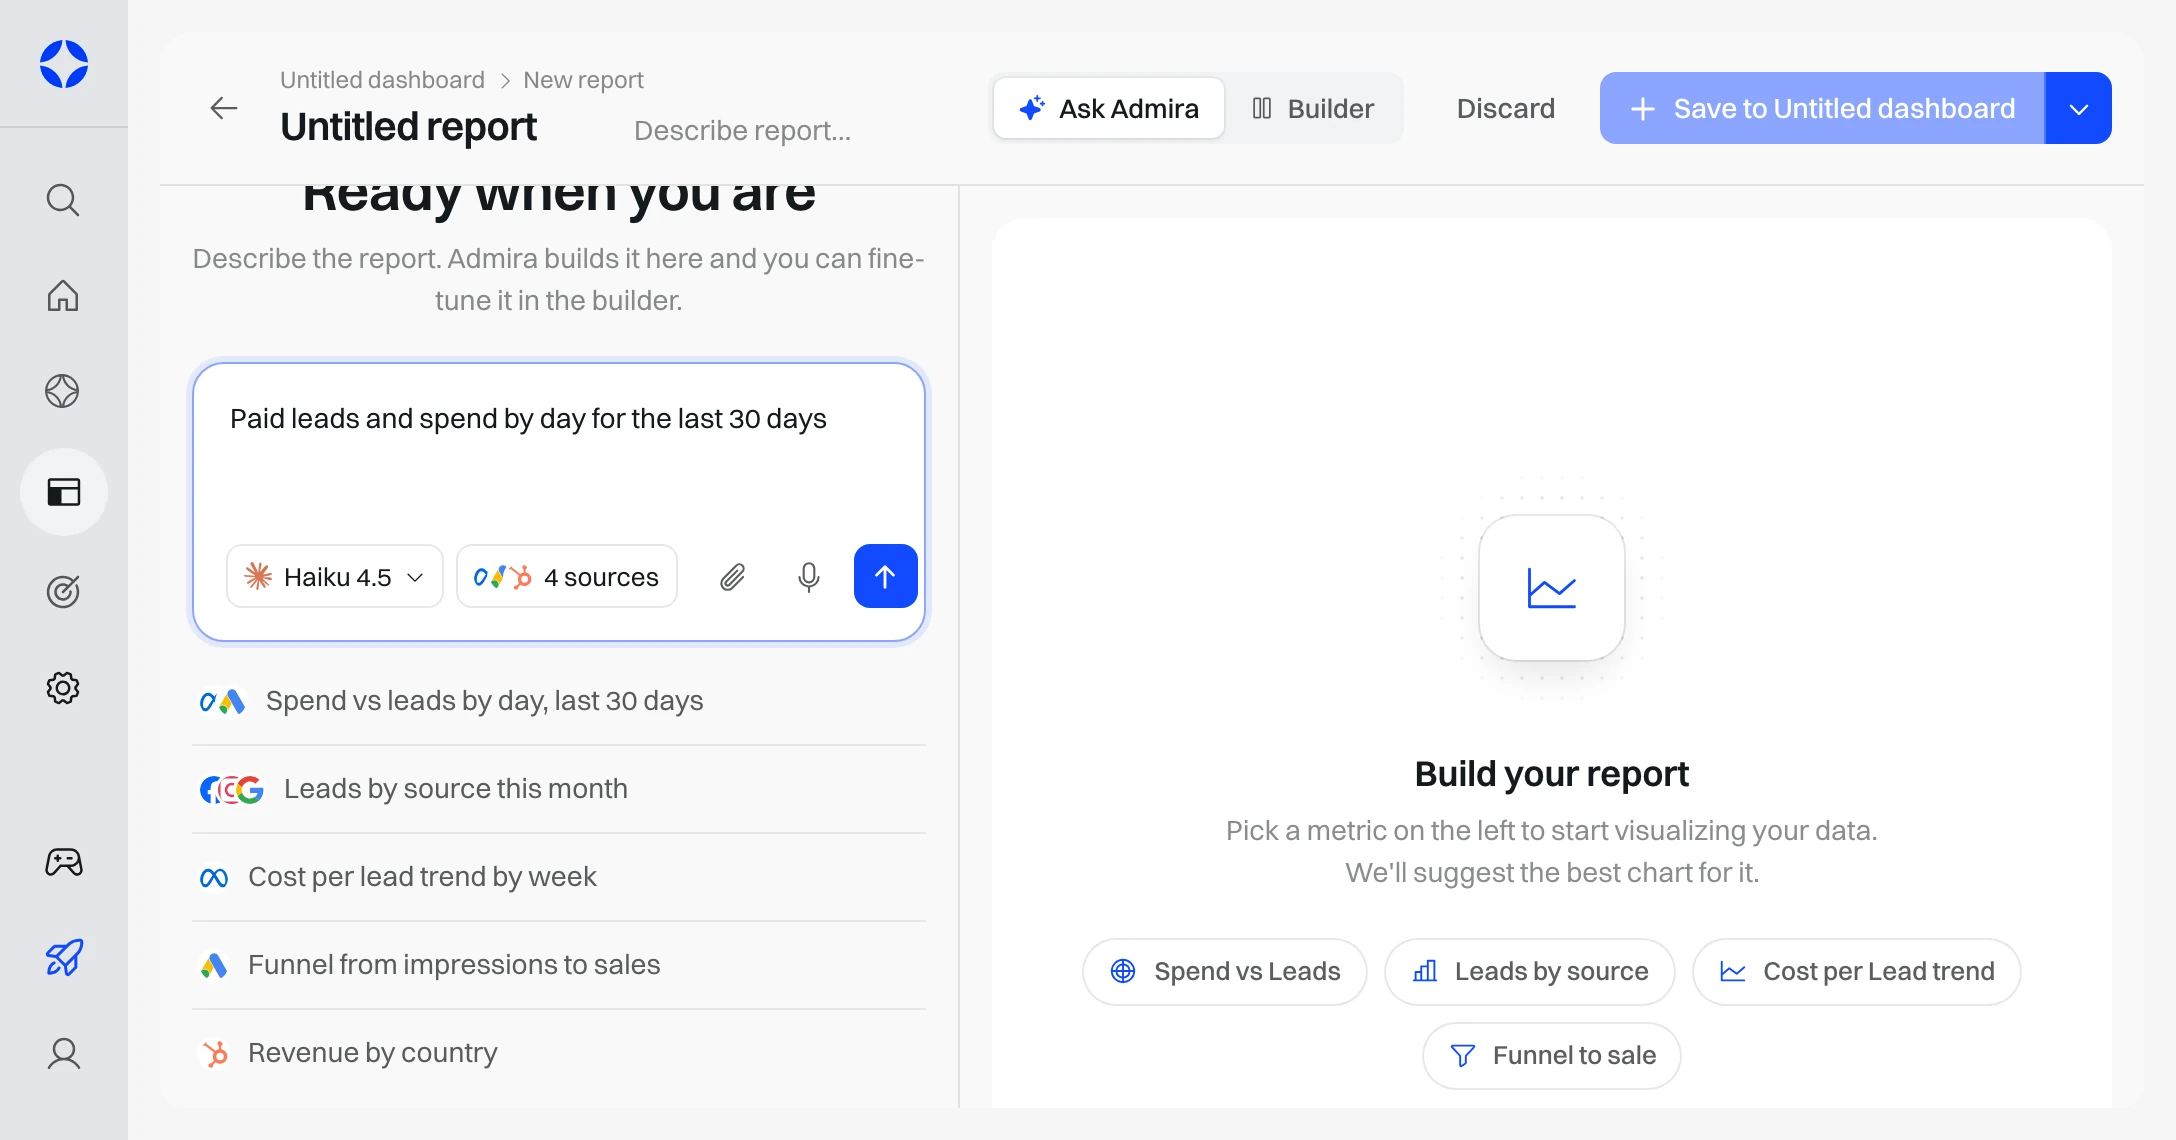 Untitled dashboard > New report
Untitled report
Describe report...
Ask Admira
Builder
Discard
Save to Untitled dashboard
Ready when you are
Describe the report. Admira builds it here and you can fine-
tune it in the builder.
Paid leads and spend by day for the last 30 days
Haiku 4.5
4 sources
Spend vs leads by day, last 30 days
Leads by source this month
Cost per lead trend by week
Funnel from impressions to sales
Revenue by country
Build your report
Pick a metric on the left to start visualizing your data.
We'll suggest the best chart for it.
Spend vs Leads
Leads by source
Cost per Lead trend
Funnel to sale